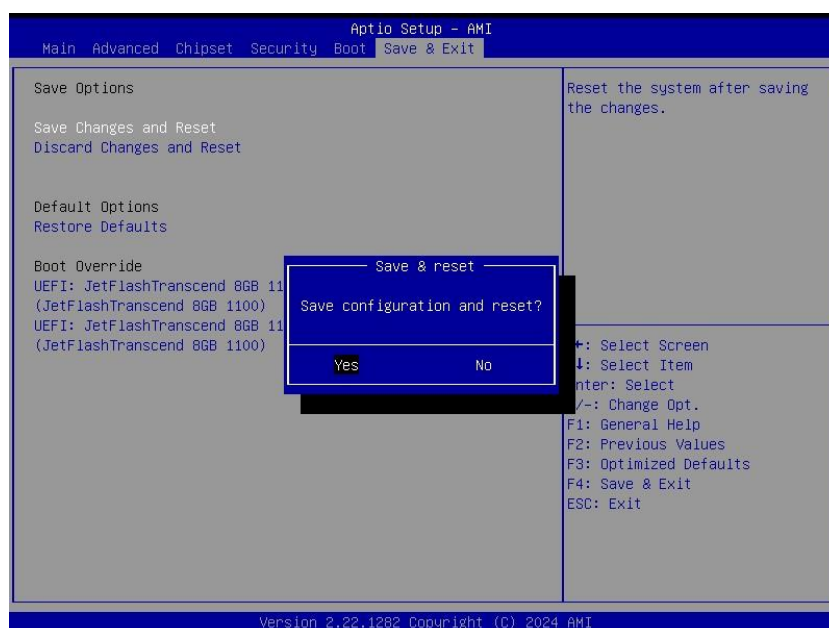 Aptio Setup – AMI
Main Advanced Chipset Security Boot Save & Exit
Save Options
Save Changes and Reset
Discard Changes and Reset
Default Options
Restore Defaults
Boot Override
UEFI: JetFlashTranscend 8GB 11
(JetFlashTranscend 8GB 1100)
UEFI: JetFlashTranscend 8GB 11
(JetFlashTranscend 8GB 1100)
Save & reset
Save configuration and reset?
Yes No
Reset the system after saving
the changes.
: Select Screen
: Select Item
nter: Select
/-: Change Opt.
F1: General Help
F2: Previous Values
F3: Optimized Defaults
F4: Save & Exit
ESC: Exit
Version 2.22.1282 Copyright (C) 2024 AMI